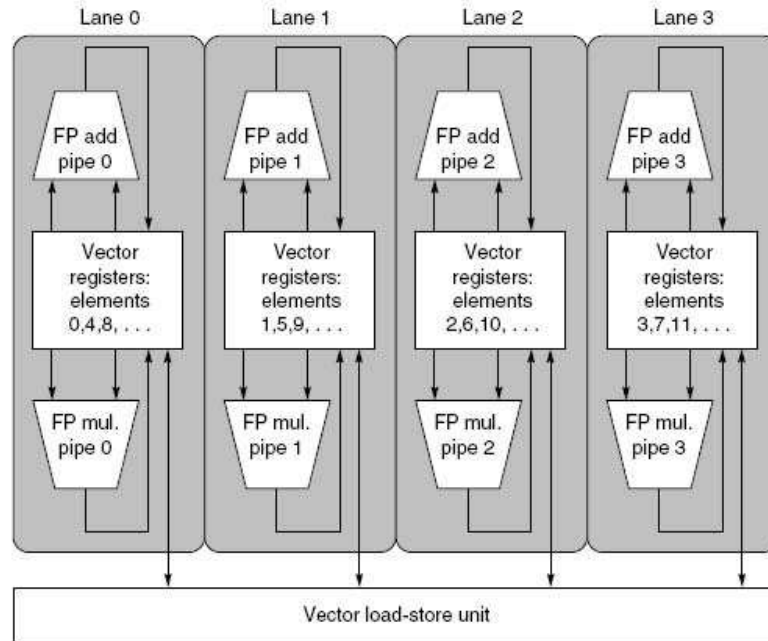 Lane 0
Lane 1
Lane 2
Lane 3
FP add
pipe 0
FP add
pipe 1
FP add
pipe 2
FP add
pipe 3
Vector
registers:
elements
0,4,8, . . .
Vector
registers:
elements
1,5,9, . . .
Vector
registers:
elements
2,6,10, . . .
Vector
registers:
elements
3,7,11, . . .
FP mul.
pipe 0
FP mul.
pipe 1
FP mul.
pipe 2
FP mul.
pipe 3
Vector load-store unit